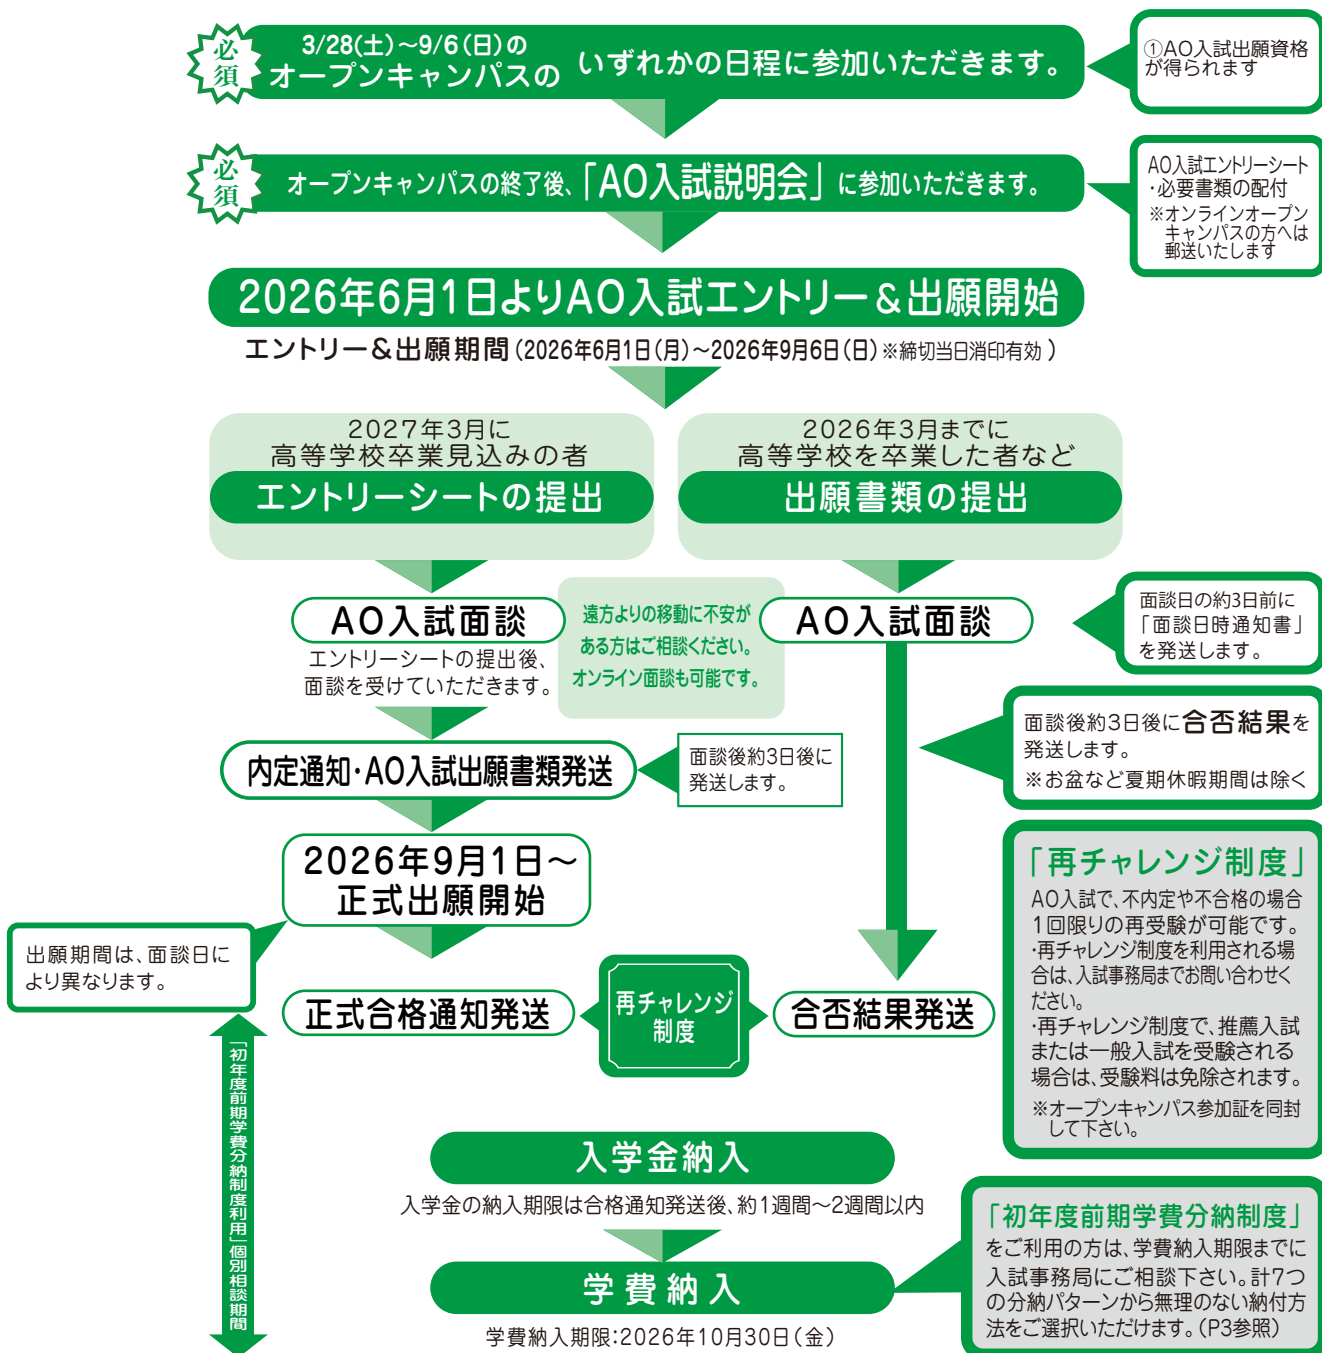 必須
3/28(土)～9/6(日)の
オープンキャンパスの いずれかの日程に参加いただきます。
①AO入試出願資格
が得られます
必須
オープンキャンパスの終了後、「AO入試説明会」に参加いただきます。
AO入試エントリーシート
・必要書類の配付
※オンラインオープン
キャンパスの方へは
郵送いたします
2026年6月1日よりAO入試エントリー&出願開始
エントリー&出願期間(2026年6月1日(月)～2026年9月6日(日)※締切当日消印有効)
2027年3月に
高等学校卒業見込みの者
エントリーシートの提出
2026年3月までに
高等学校を卒業した者など
出願書類の提出
AO入試面談
エントリーシートの提出後、
面談を受けていただきます。
遠方よりの移動に不安が
ある方はご相談ください。
オンライン面談も可能です。
AO入試面談
面談日の約3日前に
「面談日時通知書」
を発送します。
面談後約3日後に合否結果を
発送します。
※お盆など夏期休暇期間は除く
内定通知・AO入試出願書類発送
面談後約3日後に
発送します。
2026年9月1日～
正式出願開始
出願期間は、面談日に
より異なります。
「再チャレンジ制度」
AO入試で、不内定や不合格の場合
1回限りの再受験が可能です。
・再チャレンジ制度を利用される場
合は、入試事務局までお問い合わせく
ださい。
・再チャレンジ制度で、推薦入試
または一般入試を受験される
場合は、受験料は免除されます。
※オープンキャンパス参加証を同封
して下さい。
正式合格通知発送
再チャレンジ
制度
合否結果発送
「初年度前期学費分納制度利用」個別相談期間
入学金納入
入学金の納入期限は合格通知発送後、約1週間～2週間以内
学費納入
学費納入期限:2026年10月30日(金)
「初年度前期学費分納制度」
をご利用の方は、学費納入期限までに
入試事務局にご相談下さい。計7つ
の分納パターンから無理のない納付方
法をご選択いただけます。(P3参照)